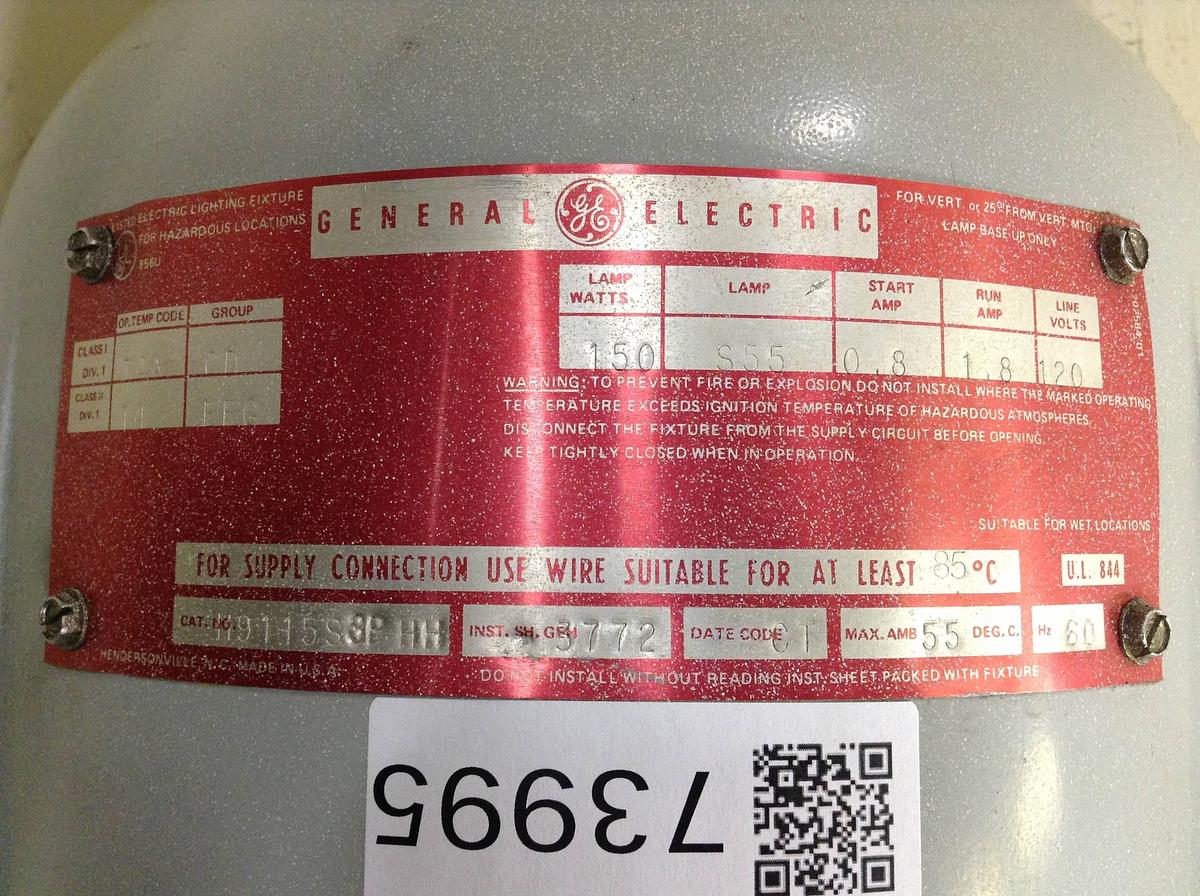 LISTED ELECTRIC LIGHTING FIXTURE
FOR HAZARDOUS LOCATIONS
856U
GENERAL GE ELECTRIC
FOR VERT. or 25° FROM VERT. MTG.
LAMP BASE UP ONLY
OP. TEMP CODE GROUP
CLASS I
DIV. 1
CLASS II
DIV. 1
LAMP WATTS LAMP START AMP RUN AMP LINE VOLTS
150 S55 0.8 1.8 120
WARNING: TO PREVENT FIRE OR EXPLOSION DO NOT INSTALL WHERE THE MARKED OPERATING
TEMPERATURE EXCEEDS IGNITION TEMPERATURE OF HAZARDOUS ATMOSPHERES.
DISCONNECT THE FIXTURE FROM THE SUPPLY CIRCUIT BEFORE OPENING.
KEEP TIGHTLY CLOSED WHEN IN OPERATION.
SUITABLE FOR WET LOCATIONS
FOR SUPPLY CONNECTION USE WIRE SUITABLE FOR AT LEAST 85 °C
U.L. 844
CAT. NO. H9115S3P HH INST. SH. GEH 3772 DATE CODE CT MAX. AMB 55 DEG. C. Hz 60
HENDERSONVILLE, N.C. MADE IN U.S.A.
DO NOT INSTALL WITHOUT READING INST. SHEET PACKED WITH FIXTURE
73995